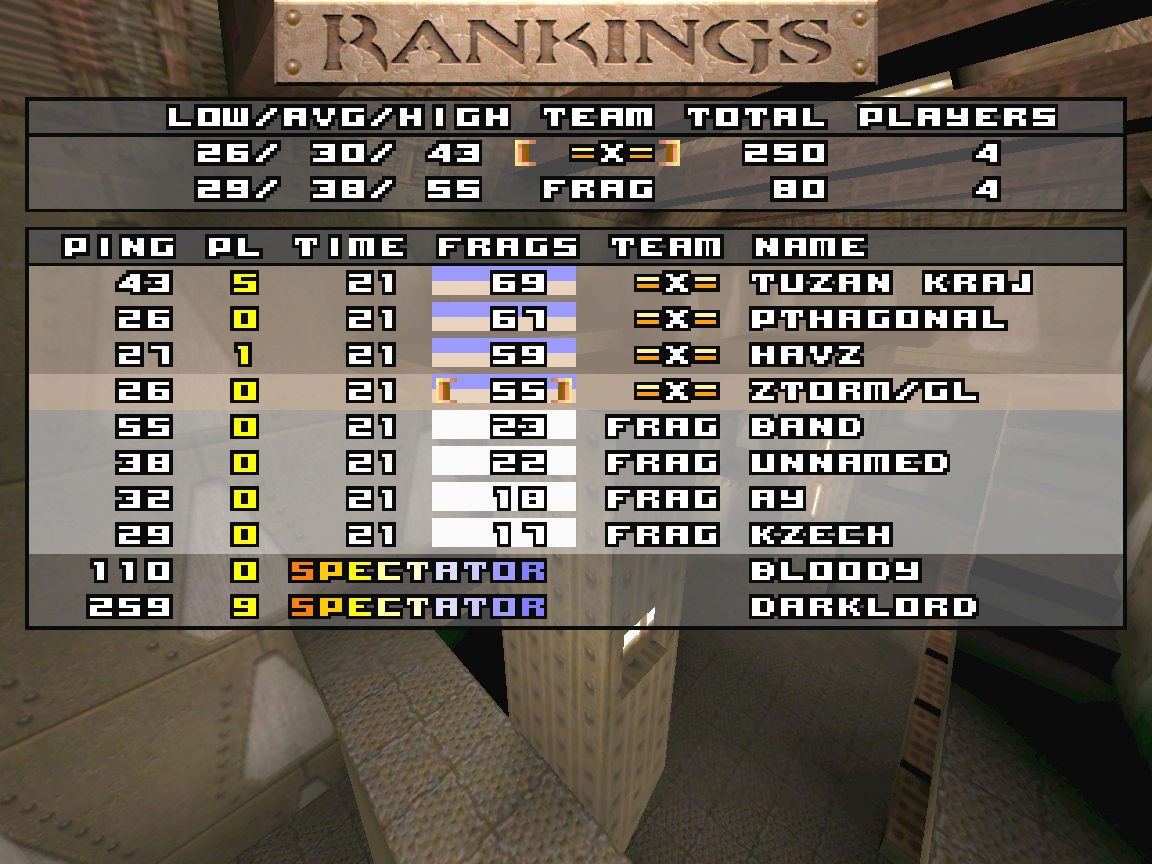 RANKINGS
LOW/AVG/HIGH TEAM TOTAL PLAYERS
26/ 30/ 43 [ =X= ] 250 4
29/ 38/ 55 FRAG 80 4
PING PL TIME FRAGS TEAM NAME
43 5 21 69 =X= TUZAN KRAJ
26 0 21 67 =X= PTHAGONAL
27 1 21 59 =X= HAVZ
26 0 21 [ 55 ] =X= ZTORM/GL
55 0 21 23 FRAG BAND
38 0 21 22 FRAG UNNAMED
32 0 21 18 FRAG AY
29 0 21 17 FRAG KZECH
110 0 SPECTATOR BLOODY
259 9 SPECTATOR DARKLORD